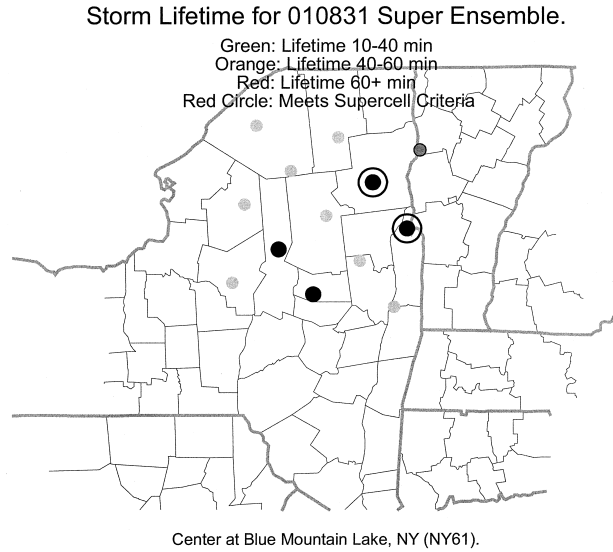 Storm Lifetime for 010831 Super Ensemble.
Green: Lifetime 10-40 min
Orange: Lifetime 40-60 min
Red: Lifetime 60+ min
Red Circle: Meets Supercell Criteria
Center at Blue Mountain Lake, NY (NY61).